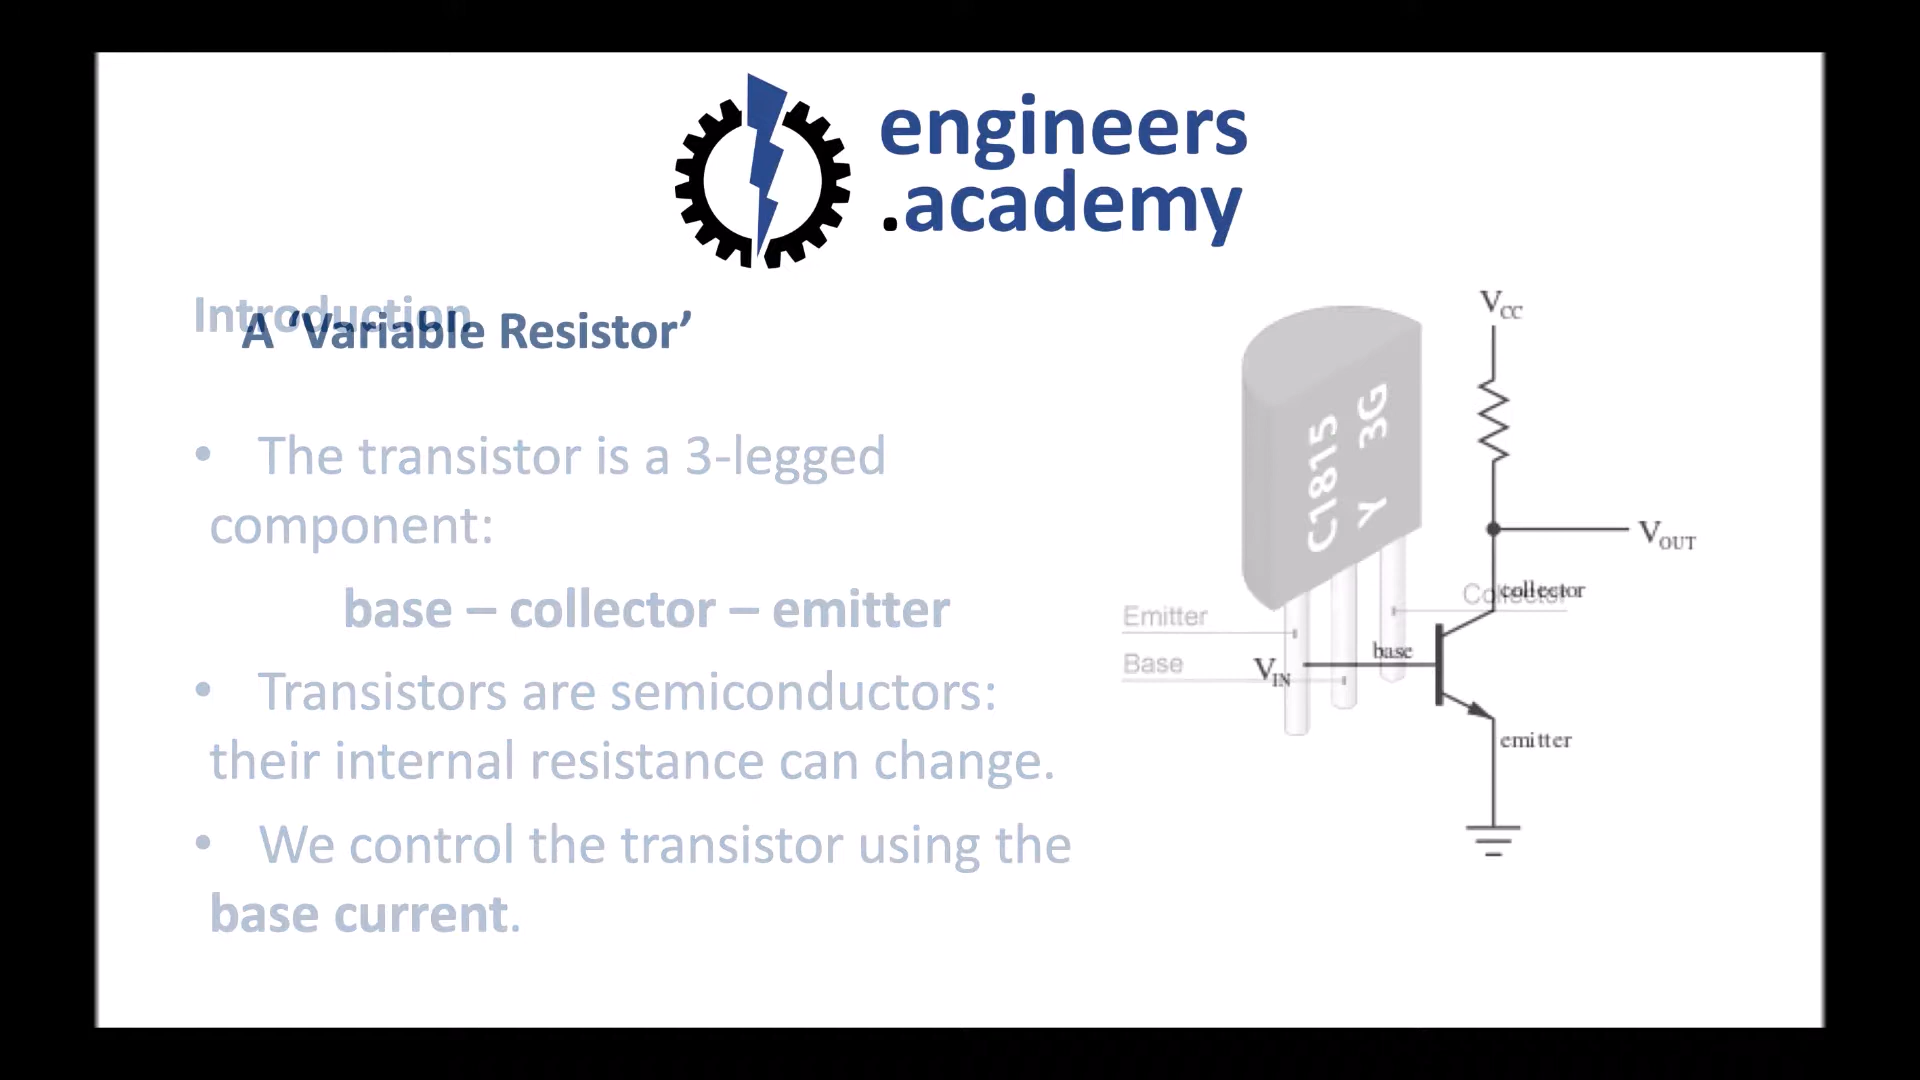 engineers
.academy
Introduction
A ‘Variable Resistor’
• The transistor is a 3-legged
component:
base – collector – emitter
• Transistors are semiconductors:
their internal resistance can change.
• We control the transistor using the
base current.
C1815
Y 3G
Emitter
Base
Collector
VCC
VOUT
collector
base
VIN
emitter